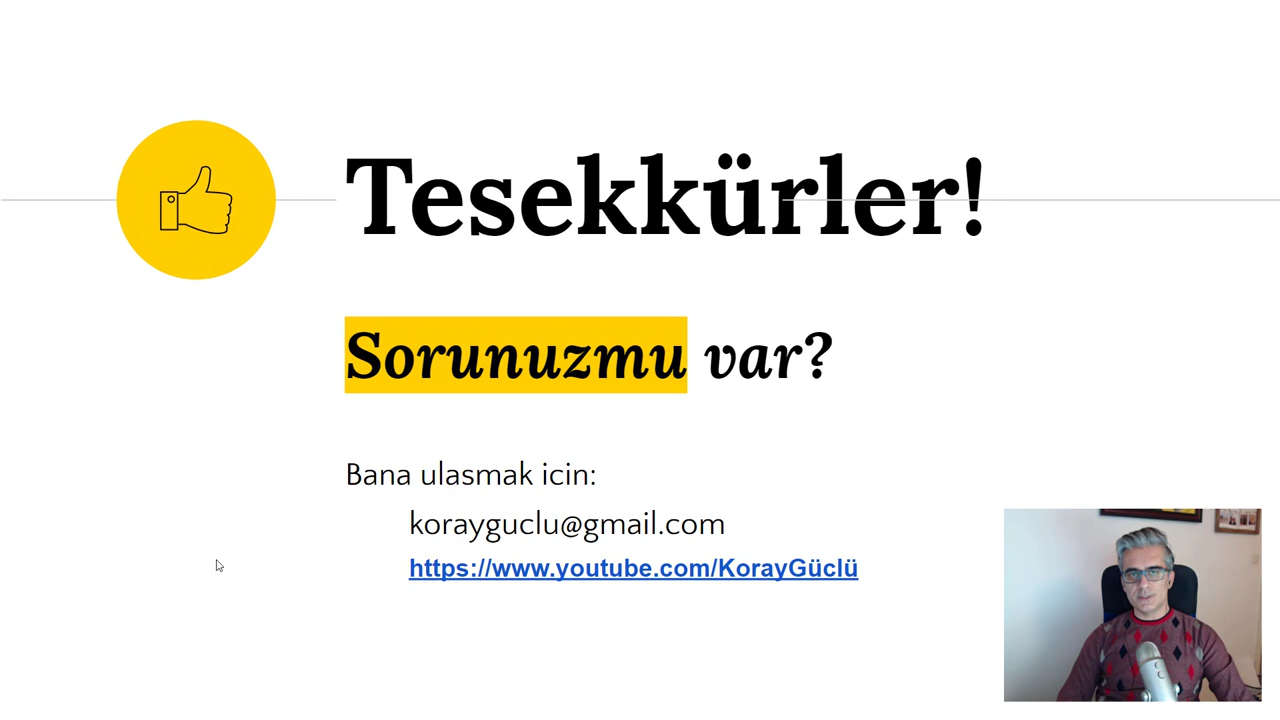 Tesekkürler!
Sorunuzmu var?
Bana ulasmak icin:
korayguclu@gmail.com
https://www.youtube.com/KorayGüclü